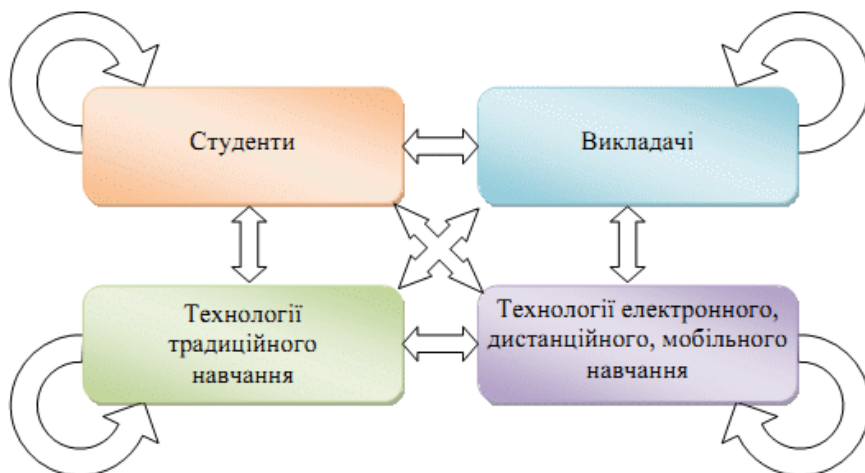 Студенти
Викладачі
Технології
традиційного
навчання
Технології електронного,
дистанційного, мобільного
навчання